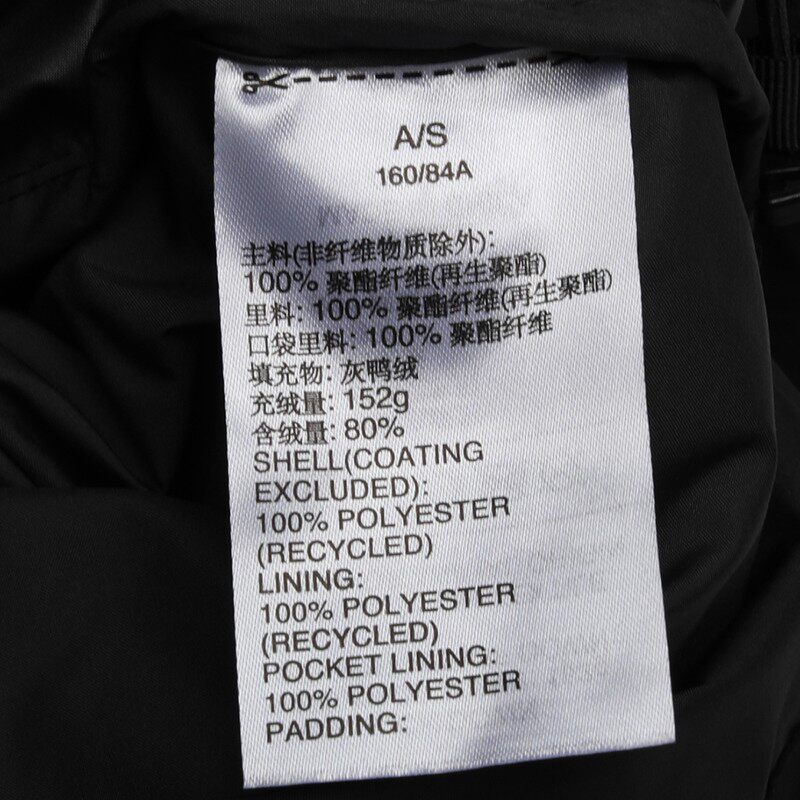 A/S
160/84A
主料(非纤维物质除外):
100% 聚酯纤维(再生聚酯)
里料: 100% 聚酯纤维(再生聚酯)
口袋里料: 100% 聚酯纤维
填充物: 灰鸭绒
充绒量: 152g
含绒量: 80%
SHELL(COATING
EXCLUDED):
100% POLYESTER
(RECYCLED)
LINING:
100% POLYESTER
(RECYCLED)
POCKET LINING:
100% POLYESTER
PADDING: